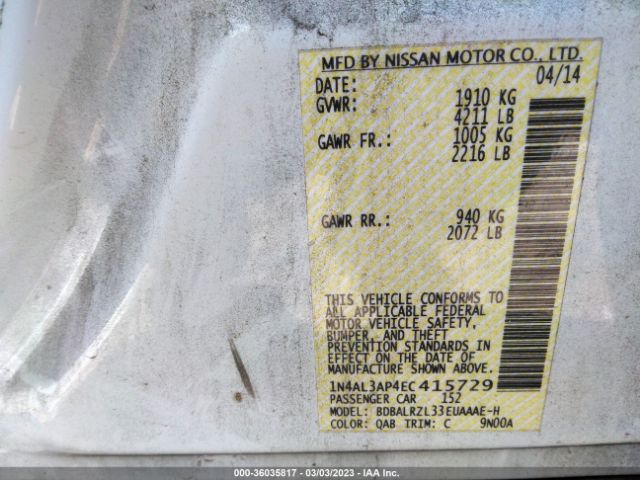 MFD BY NISSAN MOTOR CO., LTD.
DATE: 04/14
GVWR: 1910 KG
4211 LB
GAWR FR.: 1005 KG
2216 LB
GAWR RR.: 940 KG
2072 LB
THIS VEHICLE CONFORMS TO
ALL APPLICABLE FEDERAL
MOTOR VEHICLE SAFETY,
BUMPER, AND THEFT
PREVENTION STANDARDS IN
EFFECT ON THE DATE OF
MANUFACTURE SHOWN ABOVE
1N4AL3AP4EC415729
PASSENGER CAR 152
MODEL: BDBALRZL33EUAAAE-H
COLOR: QAB TRIM: C 9N00A
000-36035817 - 03/03/2023 - IAA Inc.